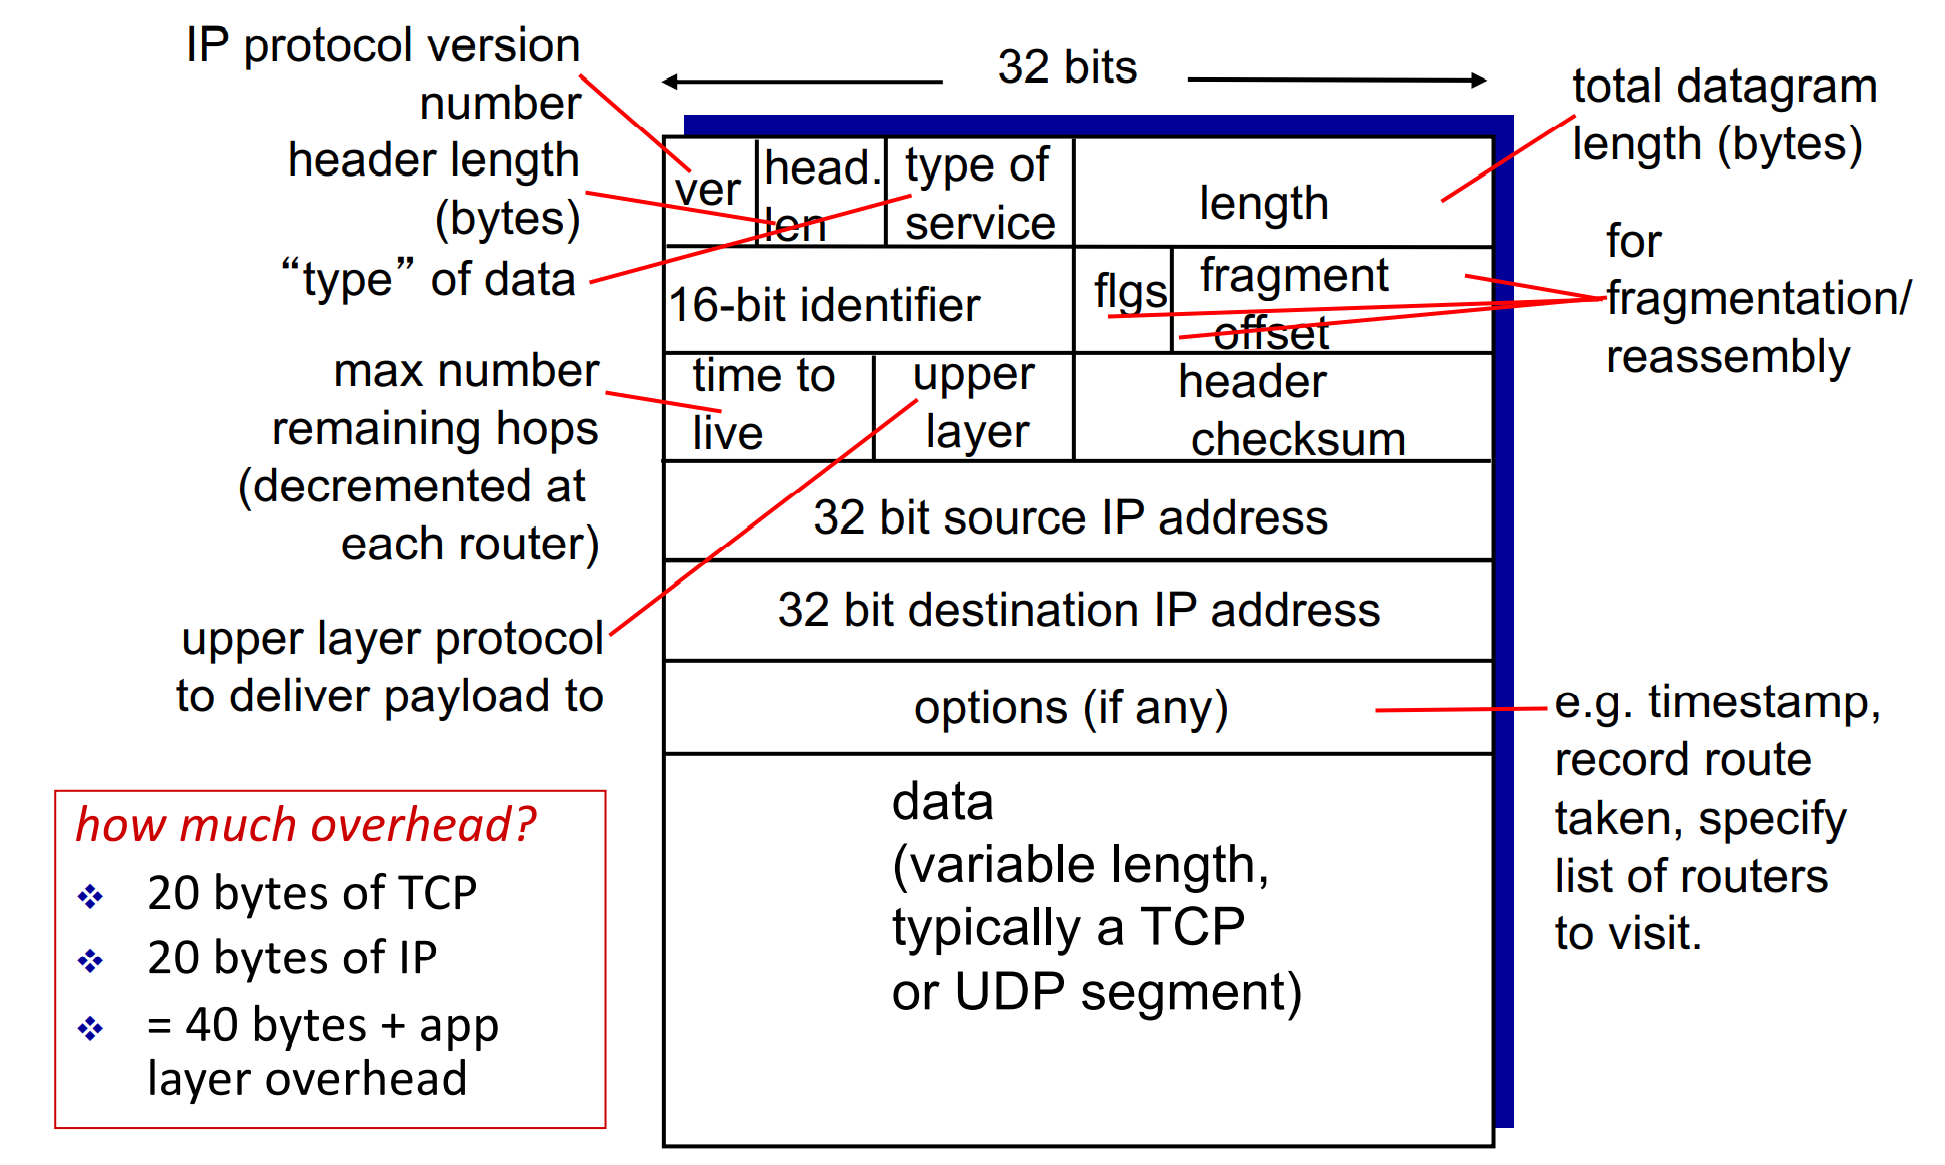 IP protocol version
number
header length
(bytes)
“type” of data
max number
remaining hops
(decremented at
each router)
upper layer protocol
to deliver payload to
how much overhead?
❖ 20 bytes of TCP
❖ 20 bytes of IP
❖ = 40 bytes + app
layer overhead
32 bits
ver
head.
len
type of
service
length
16-bit identifier
flgs
fragment
offset
time to
live
upper
layer
header
checksum
32 bit source IP address
32 bit destination IP address
options (if any)
data
(variable length,
typically a TCP
or UDP segment)
total datagram
length (bytes)
for
fragmentation/
reassembly
e.g. timestamp,
record route
taken, specify
list of routers
to visit.